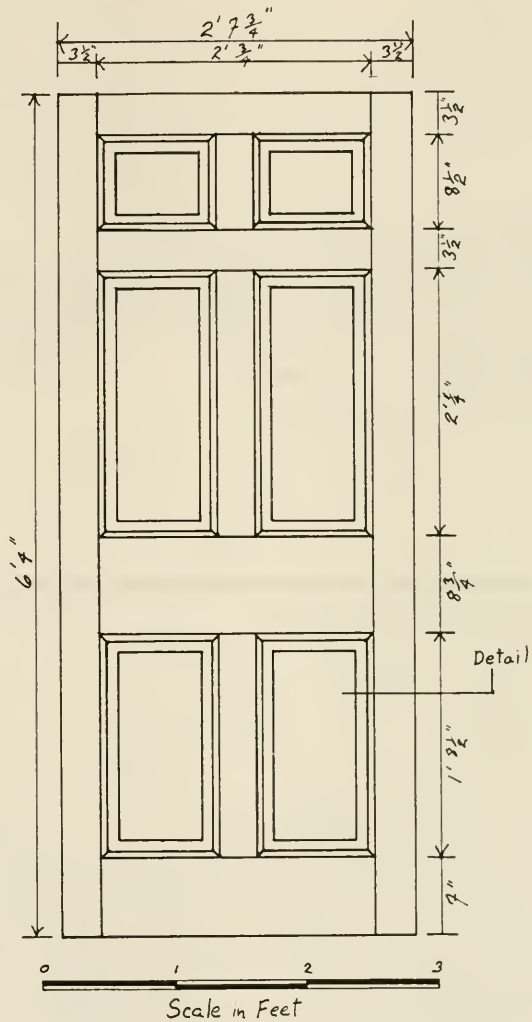 2' 7 3/4"
3 1/2" 2' 3/4" 3 1/2"
3 1/2"
8 1/2"
3 1/2"
2' 1/4"
6' 4"
8 3/4"
Detail
1' 8 1/2"
7"
0 1 2 3
Scale in Feet